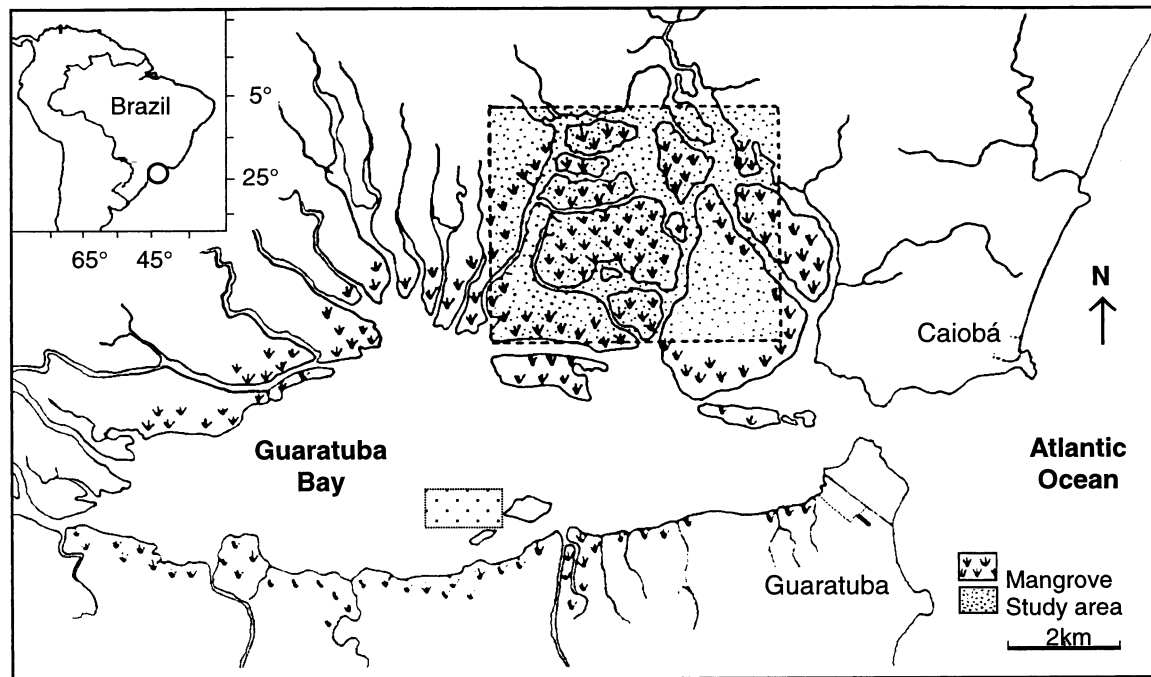 Brazil
5°
25°
65° 45°
N
Caiobá
Guaratuba
Bay
Atlantic
Ocean
Guaratuba
Mangrove
Study area
2km